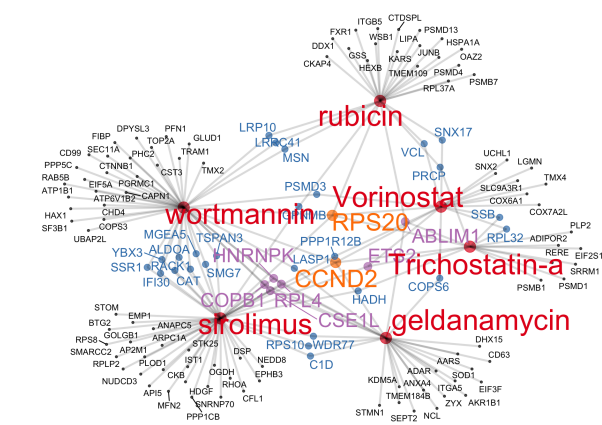 ITGB5
CTDSPL
FXR1
WSB1
LIPA
PSMD13
DDX1
GSS
KARS
JUNB
HSPA1A
CKAP4
HEXB
OAZ2
TMEM109
PSMD4
PSMB7
RPL37A
rubicin
LRP10
LRRC41
MSN
SNX17
VCL
PRCP
DPYSL3
PFN1
FIBP
TOP2A
GLUD1
SEC11A
PHC2
TRAM1
CD99
CTNNB1
CST3
PPP5C
TMX2
RAB5B
EIF5A
PGRMC1
ATP1B1
ATP6V1B2
CAPN1
HAX1
CHD4
SF3B1
COPS3
UBAP2L
wortmannin
PSMD3
GPNMB
Vorinostat
RPS20
UCHL1
SNX2
LGMN
TMX4
SLC9A3R1
COX6A1
COX7A2L
SSB
RPL32
PLP2
ADIPOR2
RERE
EIF2S1
SRRM1
PSMD1
PSMB1
ABLIM1
ETS2
Trichostatin-a
MGEA5
TSPAN3
YBX3
ALDOA
SSR1
RACK1
SMG7
IFI30
CAT
HNRNPK
PPP1R12B
LASP1
CCND2
COPS6
HADH
COPB1
RPL4
CSE1L
sirolimus
geldanamycin
STOM
EMP1
BTG2
ANAPC5
GOLGB1
ARPC1A
RPS8
STK25
SMARCC2
AP2M1
IST1
DSP
RPLP2
PLOD1
OGDH
NEDD8
NUDCD3
CKB
RHOA
EPHB3
API5
HDGF
CFL1
MFN2
SNRNP70
PPP1CB
RPS10
WDR77
C1D
DHX15
CD63
AARS
ADAR
SOD1
KDM5A
ANXA4
EIF3F
ITGA5
TMEM184B
AKR1B1
ZYX
STMN1
NCL
SEPT2